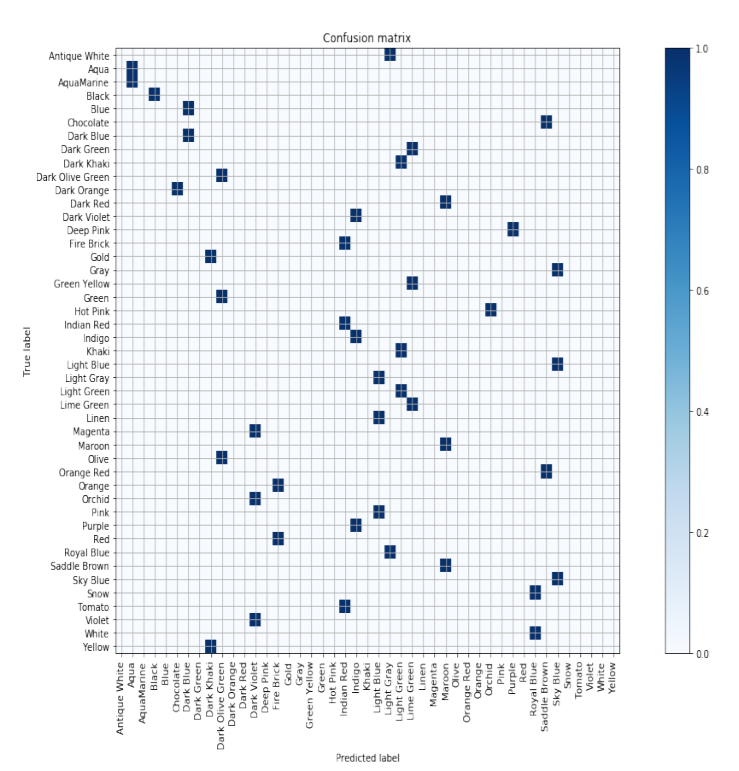 Confusion matrix
Antique White
Aqua
AquaMarine
Black
Blue
Chocolate
Dark Blue
Dark Green
Dark Khaki
Dark Olive Green
Dark Orange
Dark Red
Dark Violet
Deep Pink
Fire Brick
Gold
Gray
Green Yellow
Green
Hot Pink
Indian Red
Indigo
Khaki
Light Blue
Light Gray
Light Green
Lime Green
Linen
Magenta
Maroon
Olive
Orange Red
Orange
Orchid
Pink
Purple
Red
Royal Blue
Saddle Brown
Sky Blue
Snow
Tomato
Violet
White
Yellow
True label
Antique White
Aqua
AquaMarine
Black
Blue
Chocolate
Dark Blue
Dark Green
Dark Khaki
Dark Olive Green
Dark Orange
Dark Red
Dark Violet
Deep Pink
Fire Brick
Gold
Gray
Green Yellow
Green
Hot Pink
Indian Red
Indigo
Khaki
Light Blue
Light Gray
Light Green
Lime Green
Linen
Magenta
Maroon
Olive
Orange Red
Orange
Orchid
Pink
Purple
Red
Royal Blue
Saddle Brown
Sky Blue
Snow
Tomato
Violet
White
Yellow
Predicted label
1.0
0.8
0.6
0.4
0.2
0.0